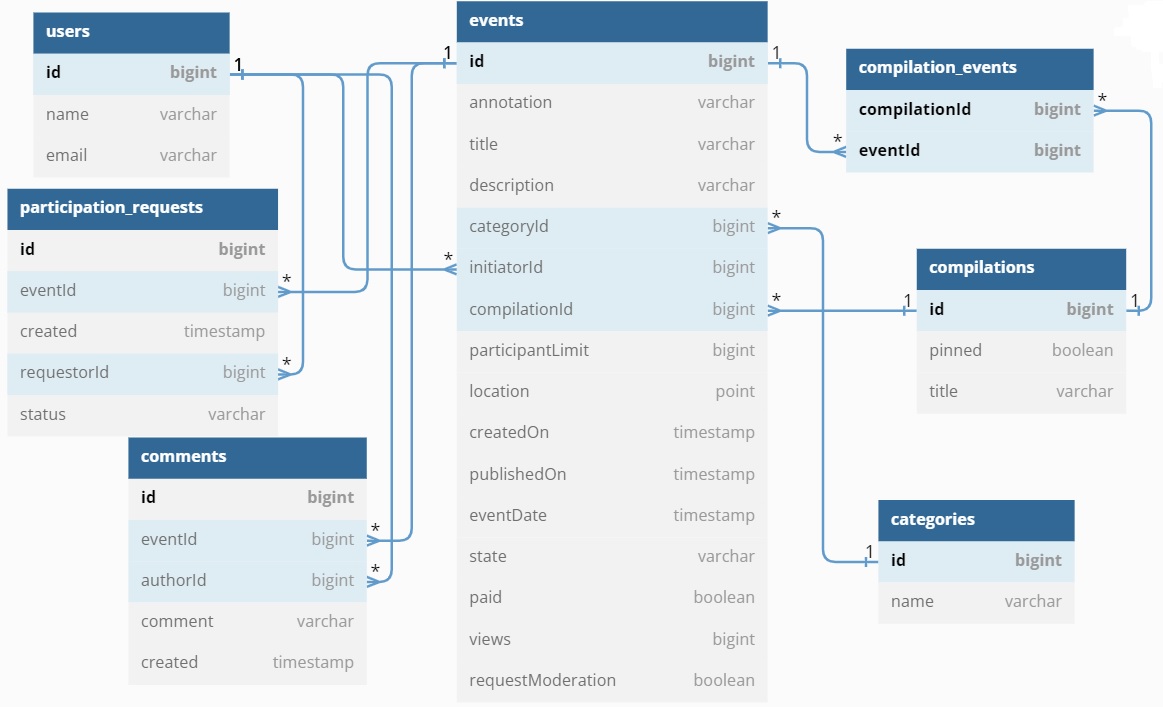 users
id bigint
name varchar
email varchar
participation_requests
id bigint
eventId bigint
created timestamp
requestorId bigint
status varchar
comments
id bigint
eventId bigint
authorId bigint
comment varchar
created timestamp
events
id bigint
annotation varchar
title varchar
description varchar
categoryId bigint
initiatorId bigint
compilationId bigint
participantLimit bigint
location point
createdOn timestamp
publishedOn timestamp
eventDate timestamp
state varchar
paid boolean
views bigint
requestModeration boolean
compilation_events
compilationId bigint
eventId bigint
compilations
id bigint
pinned boolean
title varchar
categories
id bigint
name varchar
1
*
*
*
*
1
*
1
*
*
*
1
1
*
1